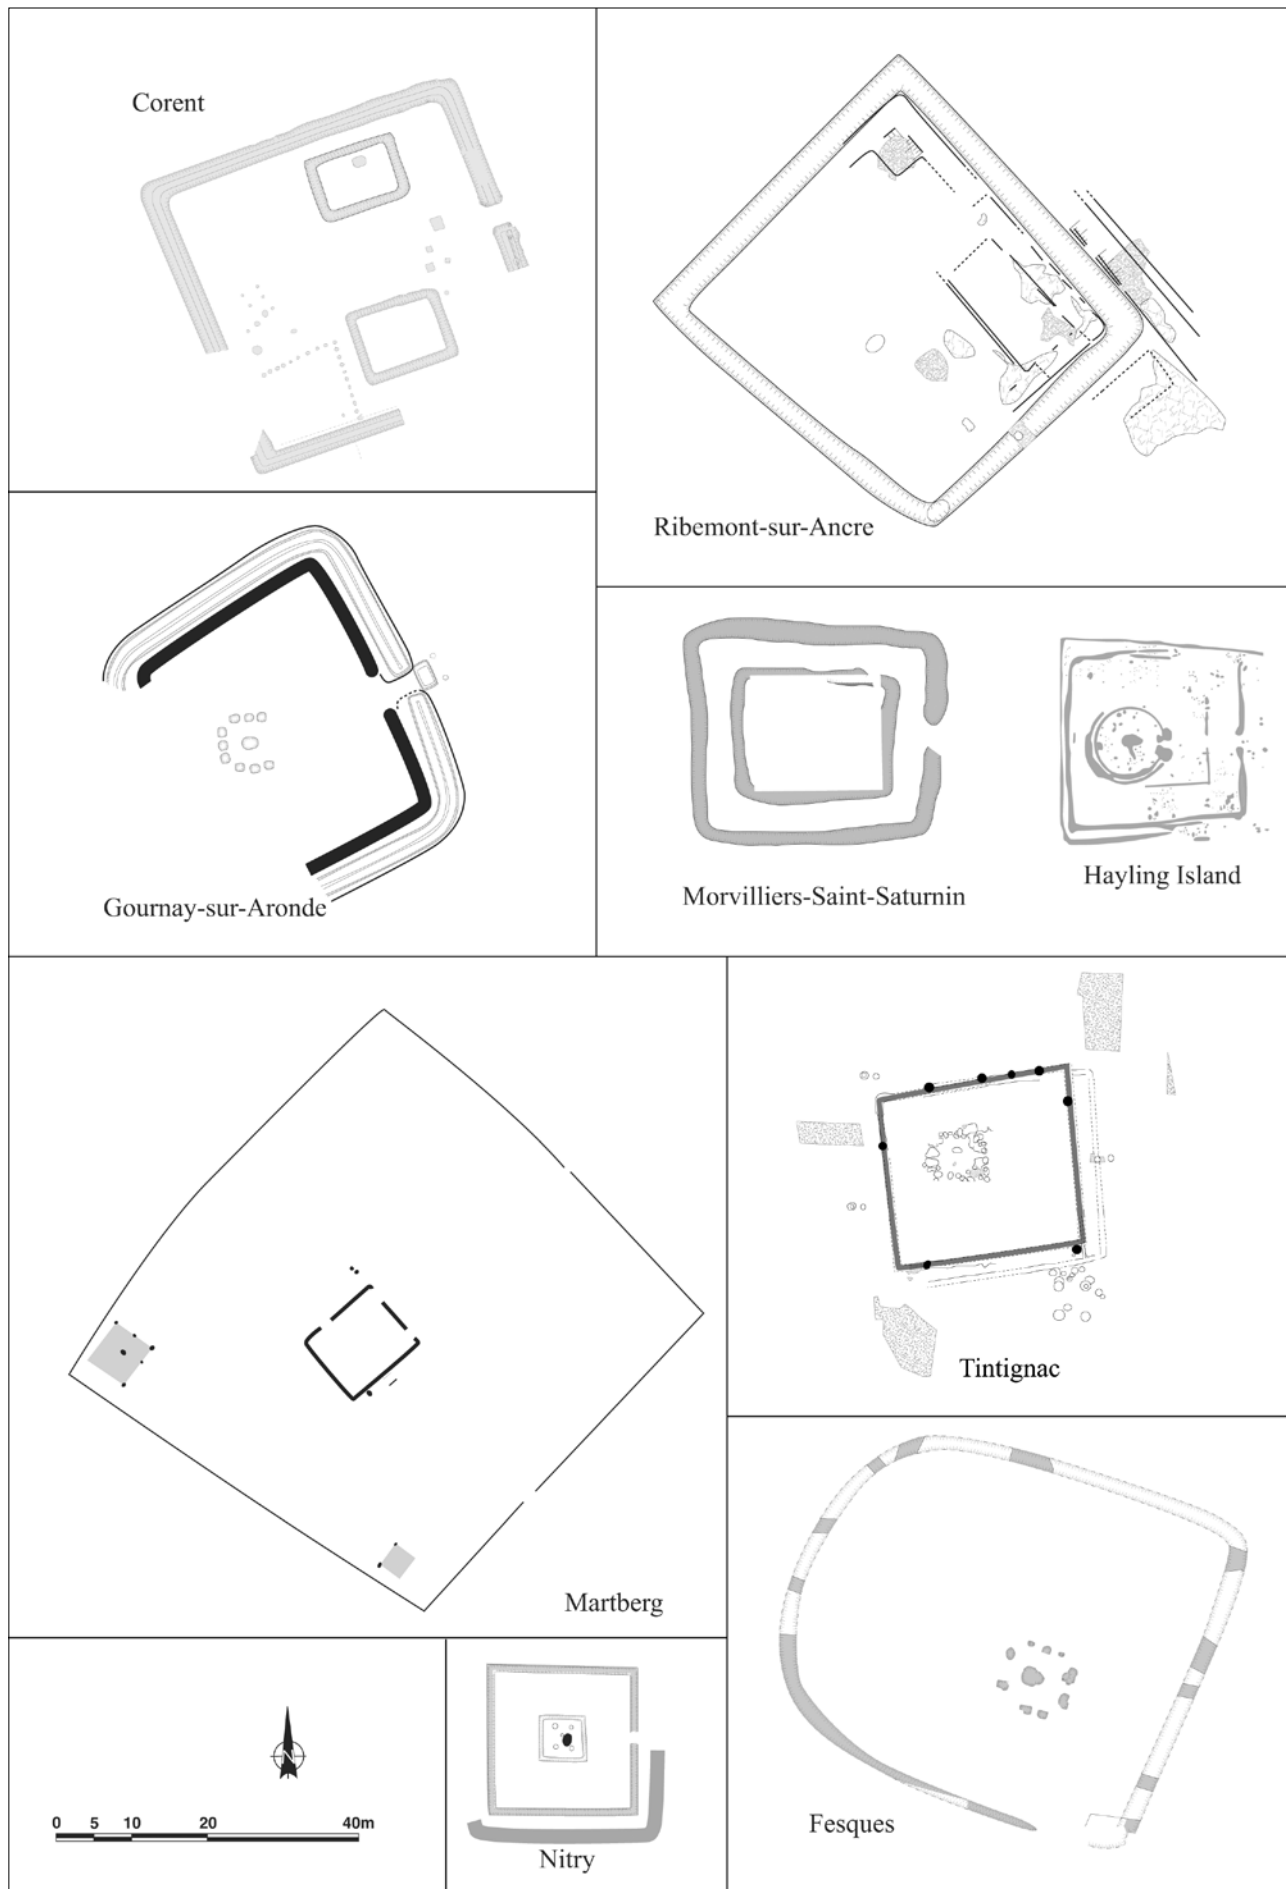 Corent
Ribemont-sur-Ancre
Gournay-sur-Aronde
Morvilliers-Saint-Saturnin
Hayling Island
Martberg
Tintignac
Fesques
N
0 5 10 20 40m
Nitry